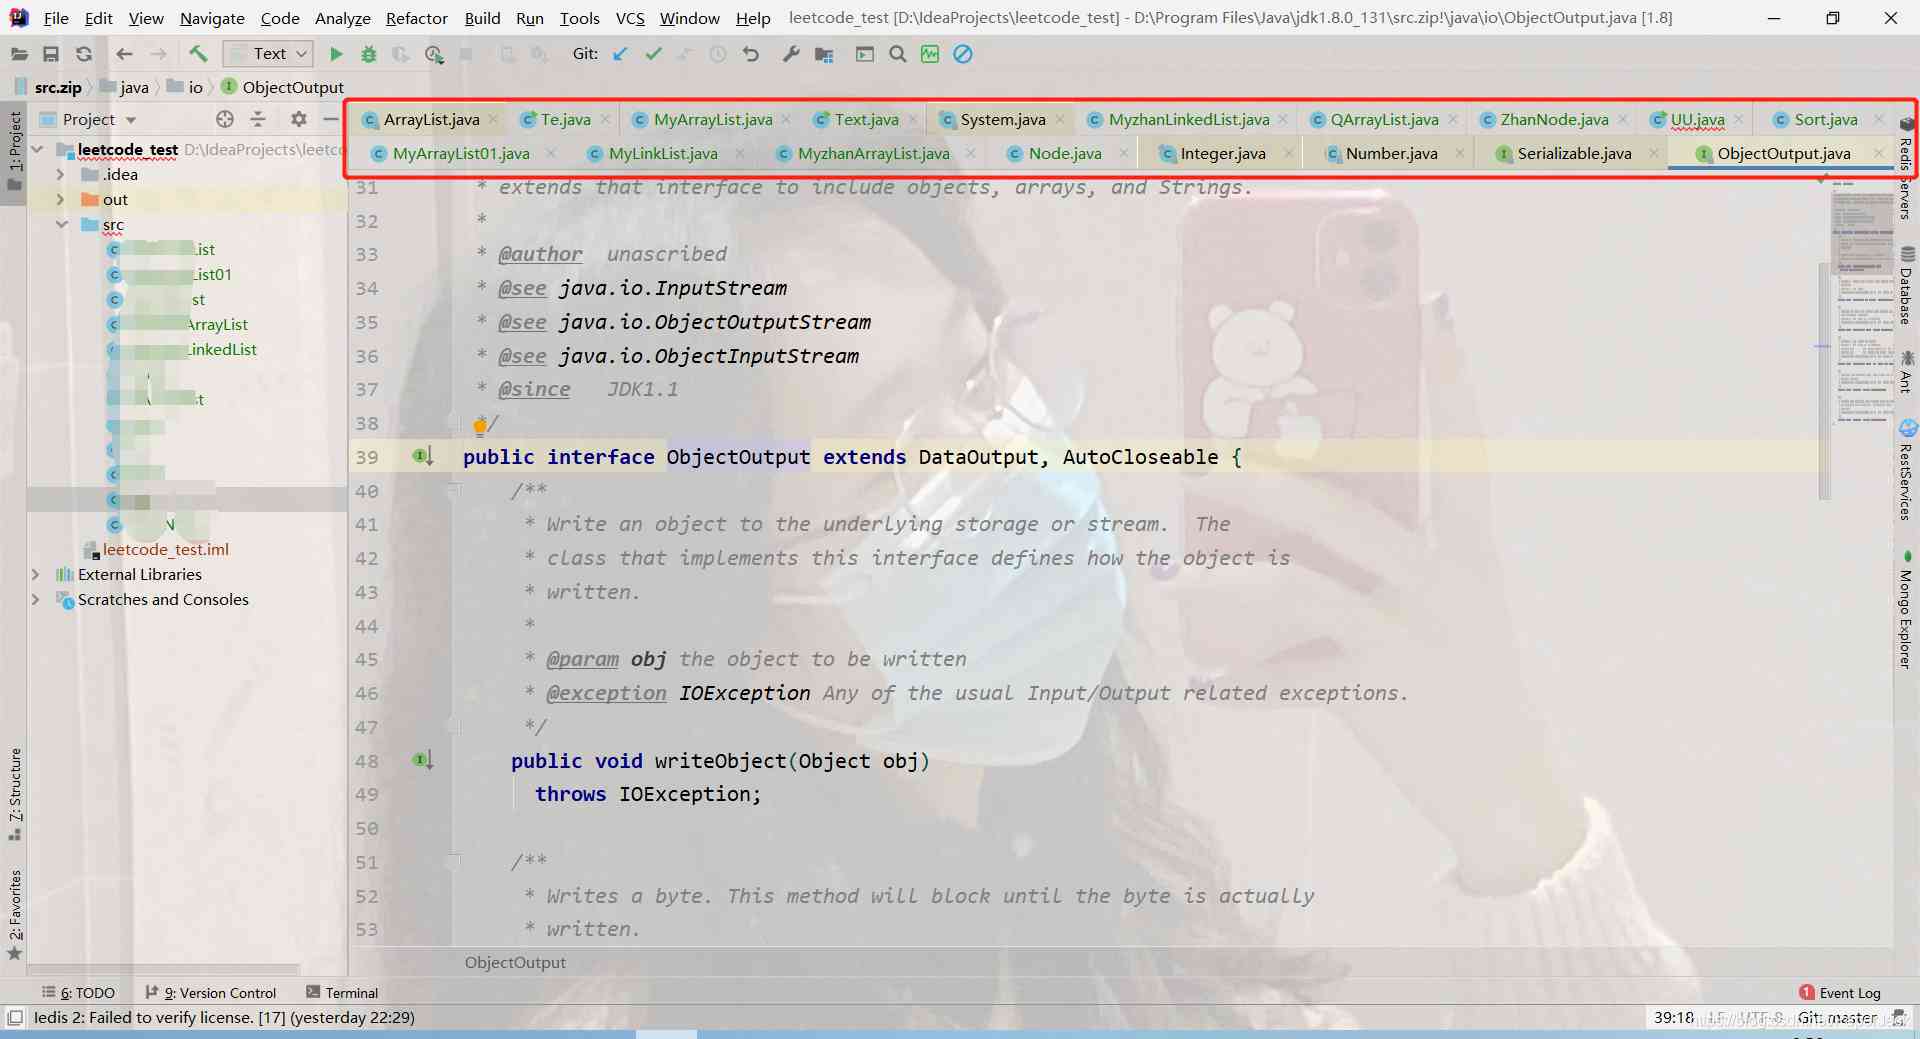 File Edit View Navigate Code Analyze Refactor Build Run Tools VCS Window Help leetcode_test [D:\IdeaProjects\leetcode_test] - D:\Program Files\Java\jdk1.8.0_131\src.zip!\java\io\ObjectOutput.java [1.8]
Text Git:
src.zip java io ObjectOutput
1: Project
Project
ArrayList.java Te.java MyArrayList.java Text.java System.java MyzhanLinkedList.java QArrayList.java ZhanNode.java UU.java Sort.java
MyArrayList01.java MyLinkList.java MyzhanArrayList.java Node.java Integer.java Number.java Serializable.java ObjectOutput.java
leetcode_test D:\IdeaProjects\leetco
.idea
out
src
List
List01
st
ArrayList
LinkedList
st
N
leetcode_test.iml
External Libraries
Scratches and Consoles
31 * extends that interface to include objects, arrays, and Strings.
32 *
33 * @author unascribed
34 * @see java.io.InputStream
35 * @see java.io.ObjectOutputStream
36 * @see java.io.ObjectInputStream
37 * @since JDK1.1
38 */
39 public interface ObjectOutput extends DataOutput, AutoCloseable {
40 /**
41 * Write an object to the underlying storage or stream. The
42 * class that implements this interface defines how the object is
43 * written.
44 *
45 * @param obj the object to be written
46 * @exception IOException Any of the usual Input/Output related exceptions.
47 */
48 public void writeObject(Object obj)
49 throws IOException;
50
51 /**
52 * Writes a byte. This method will block until the byte is actually
53 * written.
ObjectOutput
Redis Servers
Database
Ant
RestServices
Mongo Explorer
7: Structure
2: Favorites
6: TODO 9: Version Control Terminal 1 Event Log
Iedis 2: Failed to verify license. [17] (yesterday 22:29) 39:18 LF UTF-8 Git: master